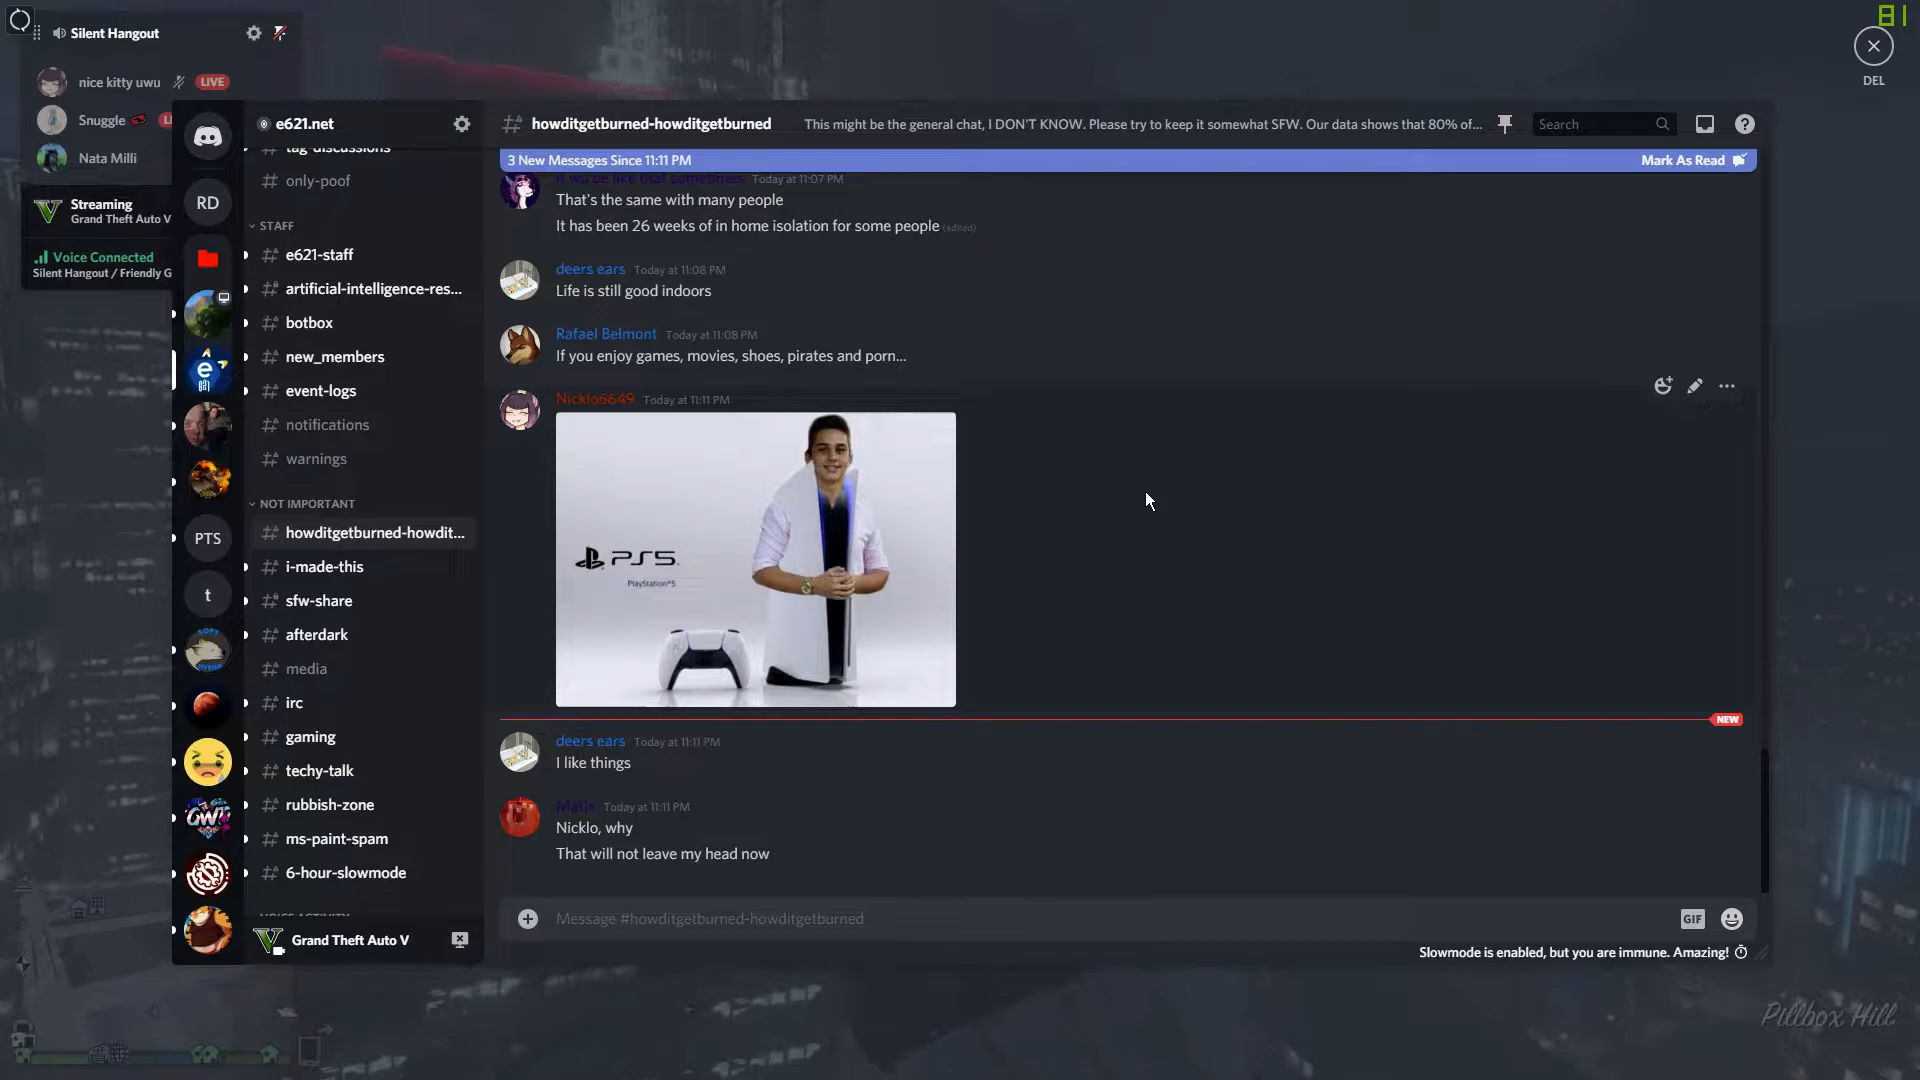 81
Silent Hangout
DEL
nice kitty uwu LIVE
Snuggle
Nata Milli
Streaming
Grand Theft Auto V
Voice Connected
Silent Hangout / Friendly G
RD
PTS
t
e621.net
tag-discussions
only-poof
STAFF
e621-staff
artificial-intelligence-res...
botbox
new_members
event-logs
notifications
warnings
NOT IMPORTANT
howditgetburned-howdit...
i-made-this
sfw-share
afterdark
media
irc
gaming
techy-talk
rubbish-zone
ms-paint-spam
6-hour-slowmode
Grand Theft Auto V
howditgetburned-howditgetburned This might be the general chat, I DON'T KNOW. Please try to keep it somewhat SFW. Our data shows that 80% of... Search
3 New Messages Since 11:11 PM Mark As Read
Today at 11:07 PM
That's the same with many people
It has been 26 weeks of in home isolation for some people (edited)
deers ears Today at 11:08 PM
Life is still good indoors
Rafael Belmont Today at 11:08 PM
If you enjoy games, movies, shoes, pirates and porn...
Nicklo6649 Today at 11:11 PM
PS5
PlayStation®5
NEW
deers ears Today at 11:11 PM
I like things
Today at 11:11 PM
Nicklo, why
That will not leave my head now
Message #howditgetburned-howditgetburned GIF
Slowmode is enabled, but you are immune. Amazing!
Pillbox Hill